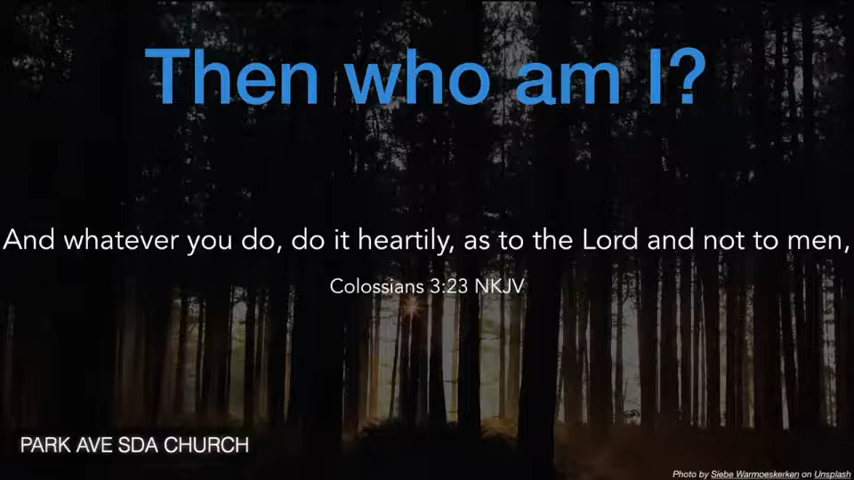 Then who am I?
And whatever you do, do it heartily, as to the Lord and not to men,
Colossians 3:23 NKJV
PARK AVE SDA CHURCH
Photo by Siebe Warmoeskerken on Unsplash